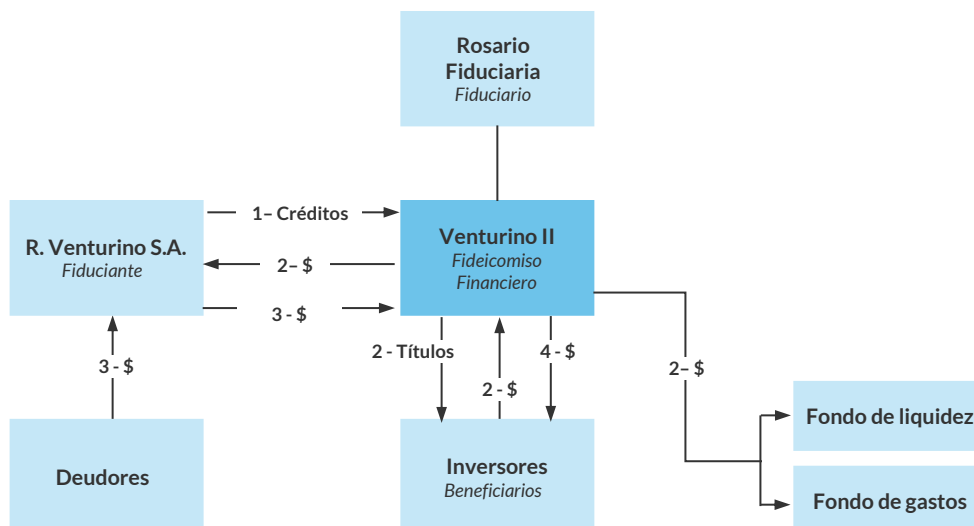 Rosario
Fiduciaria
Fiduciario
1– Créditos
R. Venturino S.A.
Fiduciante
2– $
3 - $
Venturino II
Fideicomiso
Financiero
3 - $
2 - Títulos
2 - $
4 - $
2– $
Deudores
Inversores
Beneficiarios
Fondo de liquidez
Fondo de gastos